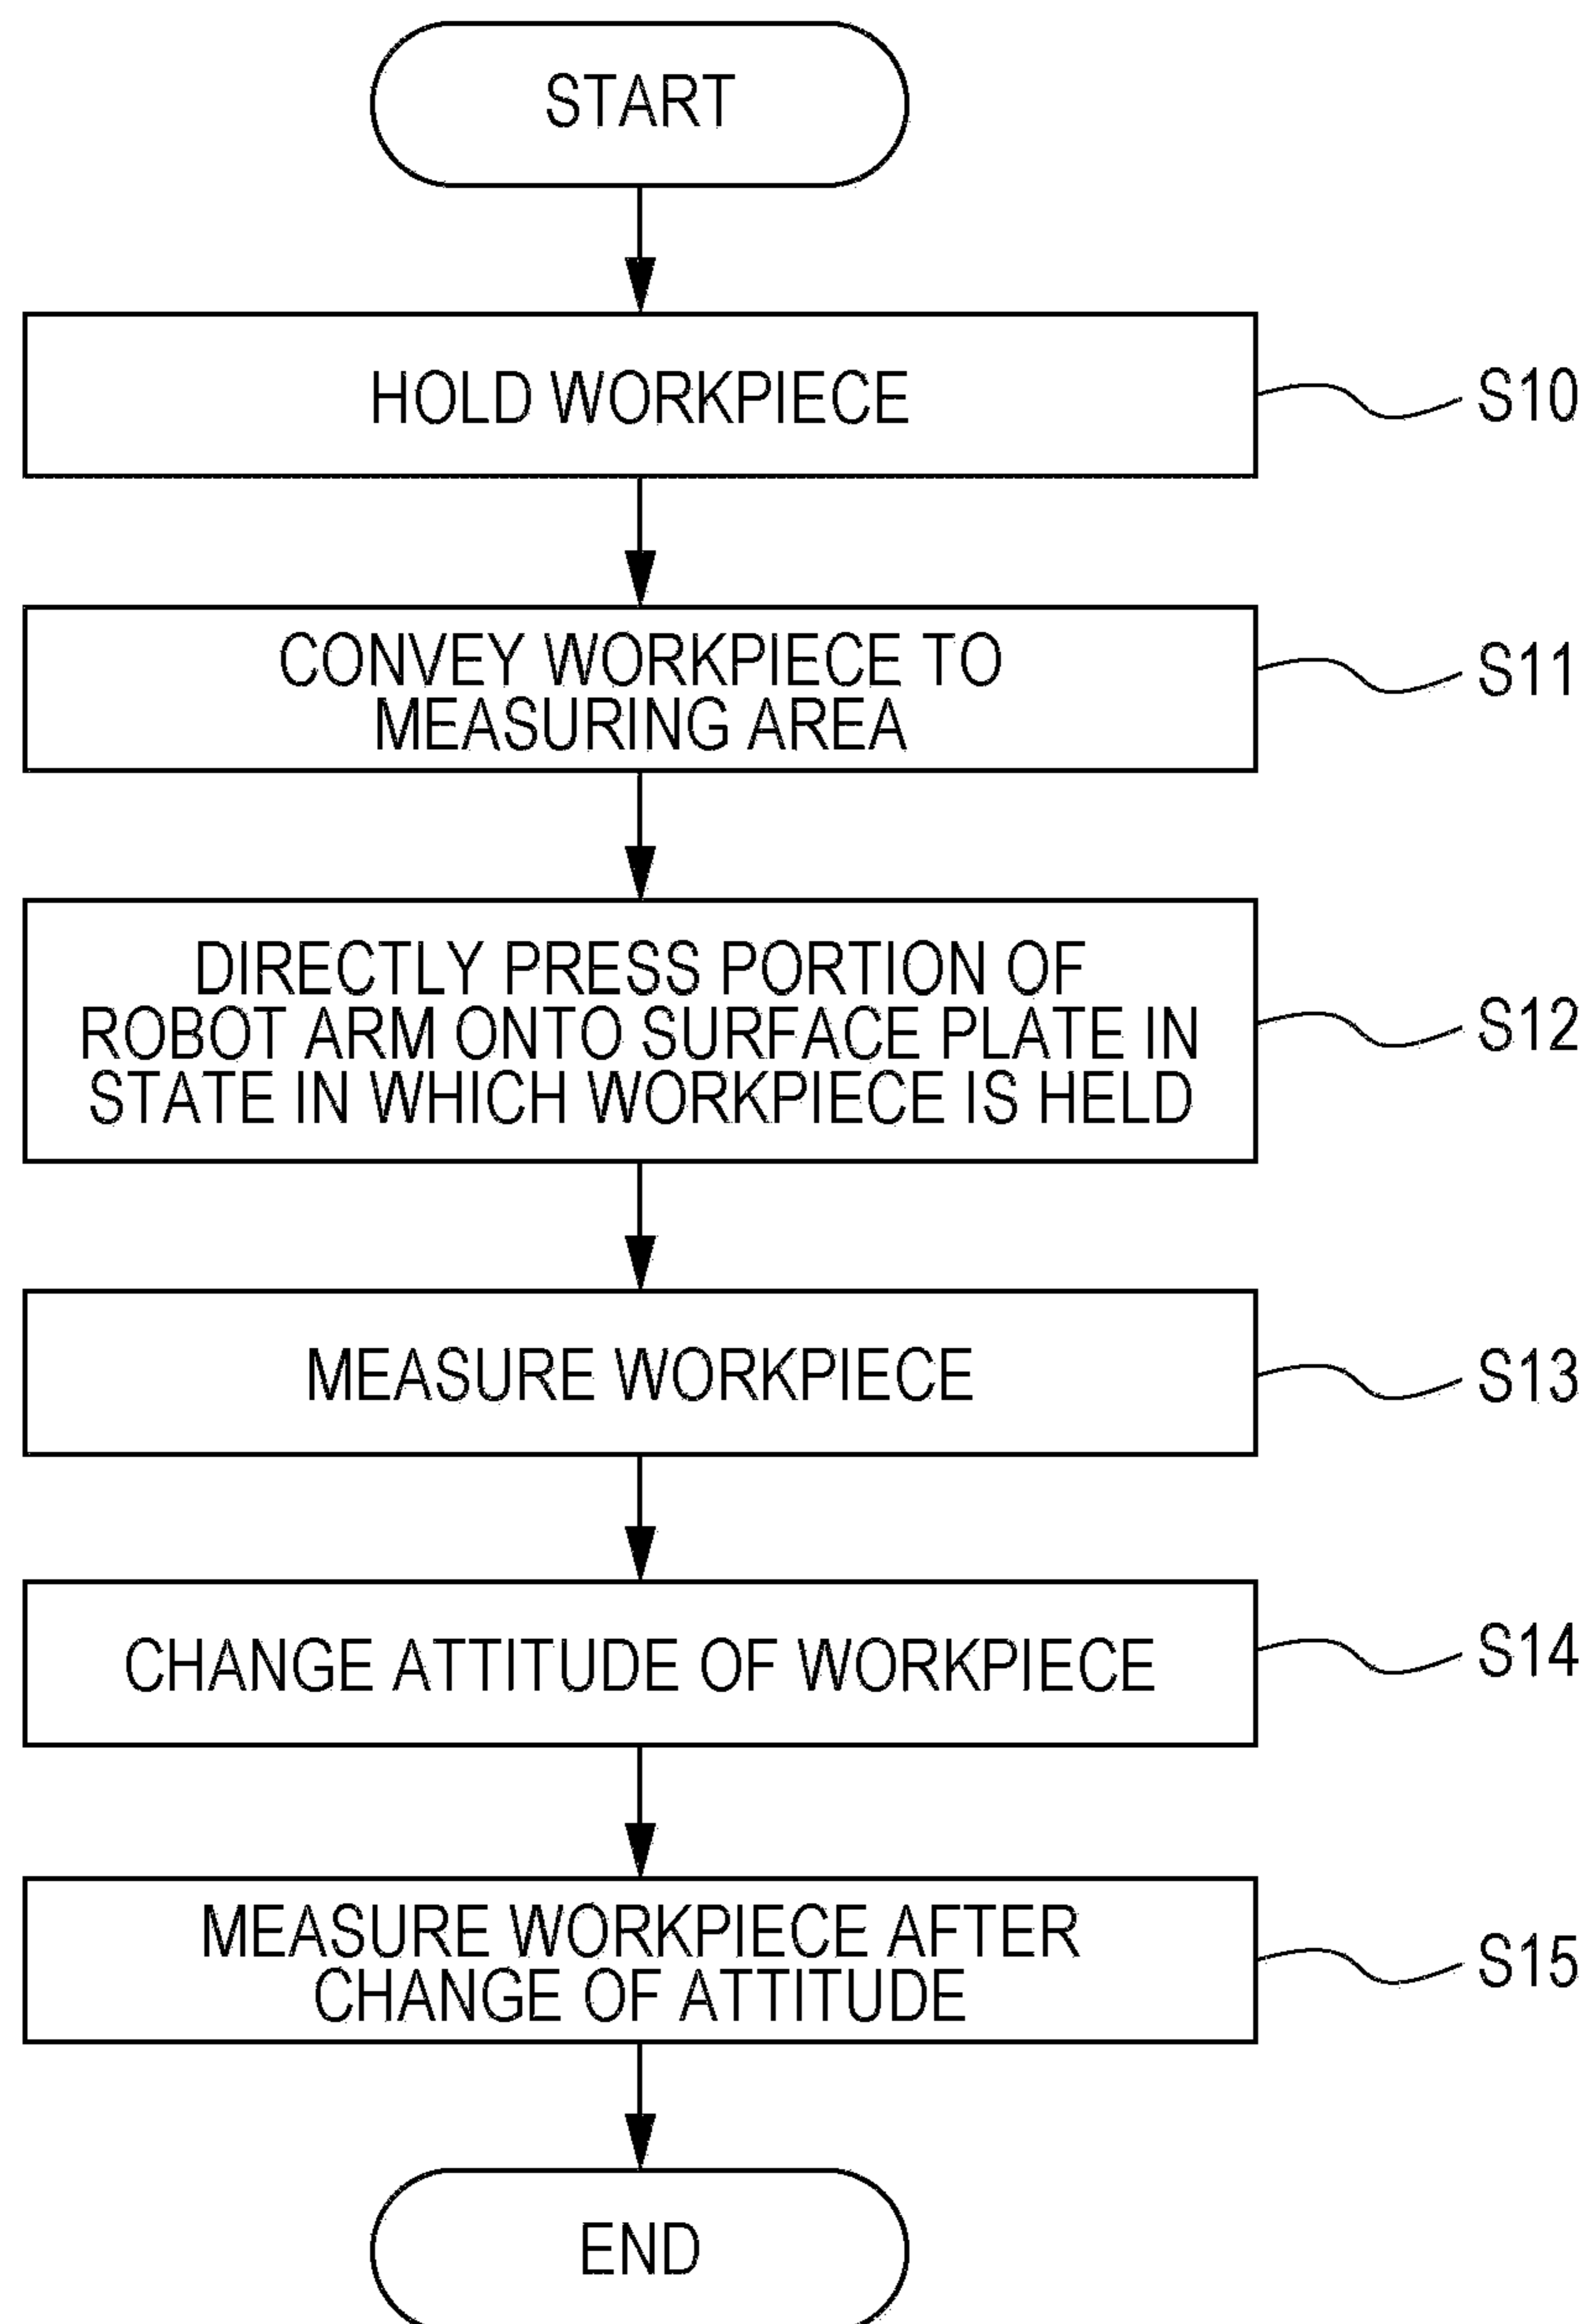 START
HOLD WORKPIECE
S10
CONVEY WORKPIECE TO
MEASURING AREA
S11
DIRECTLY PRESS PORTION OF
ROBOT ARM ONTO SURFACE PLATE IN
STATE IN WHICH WORKPIECE IS HELD
S12
MEASURE WORKPIECE
S13
CHANGE ATTITUDE OF WORKPIECE
S14
MEASURE WORKPIECE AFTER
CHANGE OF ATTITUDE
S15
END